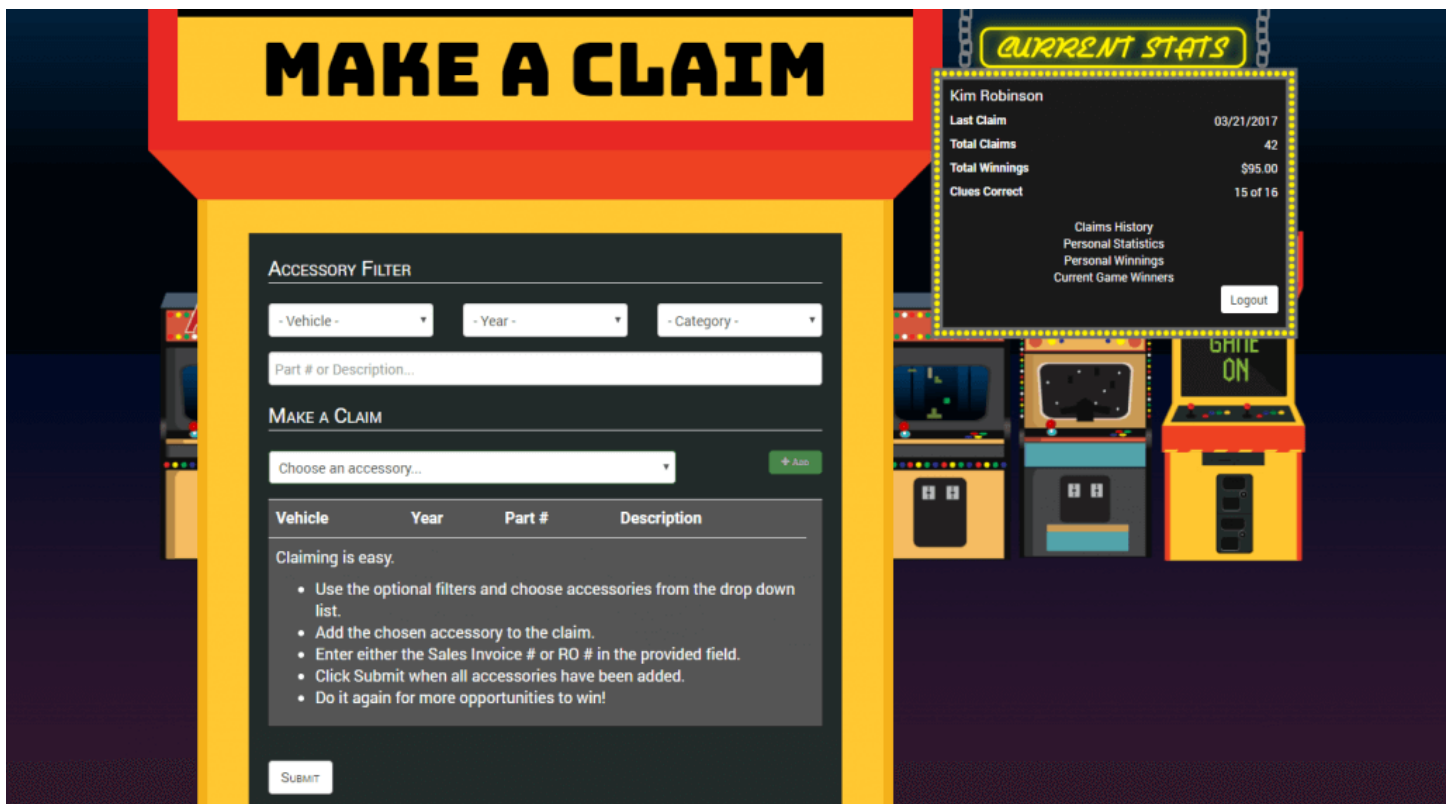 MAKE A CLAIM
CURRENT STATS
Kim Robinson
Last Claim 03/21/2017
Total Claims 42
Total Winnings $95.00
Clues Correct 15 of 16
Claims History
Personal Statistics
Personal Winnings
Current Game Winners
Logout
GAME
ON
ACCESSORY FILTER
- Vehicle - - Year - - Category -
Part # or Description...
MAKE A CLAIM
Choose an accessory... + ADD
Vehicle Year Part # Description
Claiming is easy.
• Use the optional filters and choose accessories from the drop down
list.
• Add the chosen accessory to the claim.
• Enter either the Sales Invoice # or RO # in the provided field.
• Click Submit when all accessories have been added.
• Do it again for more opportunities to win!
SUBMIT